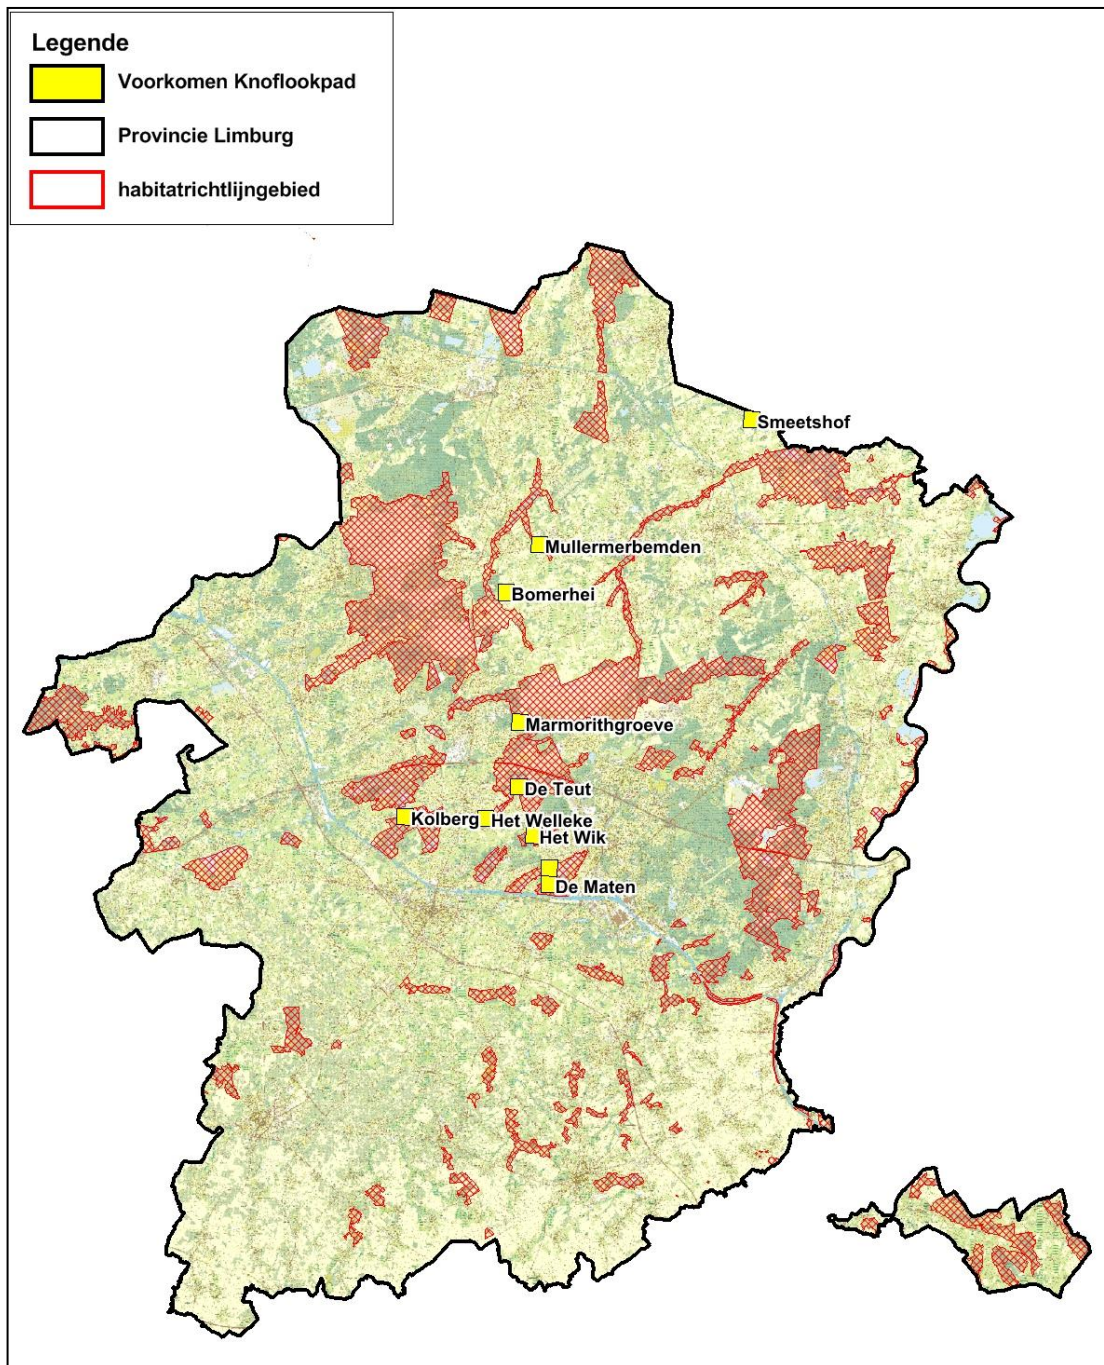 Legende
Voorkomen Knoflookpad
Provincie Limburg
habitatrichtlijngebied
Smeetshof
Mullermerbemden
Bomerhei
Marmorithgroeve
De Teut
Kolberg
Het Welleke
Het Wik
De Maten